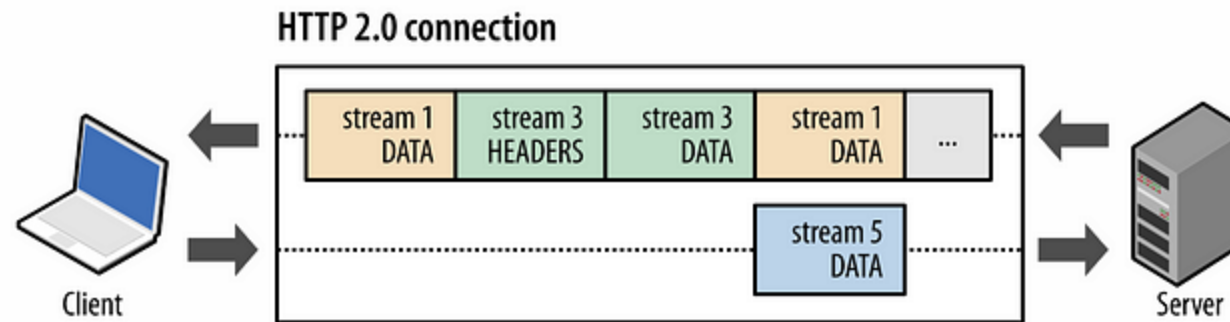 HTTP 2.0 connection
stream 1
DATA
stream 3
HEADERS
stream 3
DATA
stream 1
DATA
...
stream 5
DATA
Client
Server